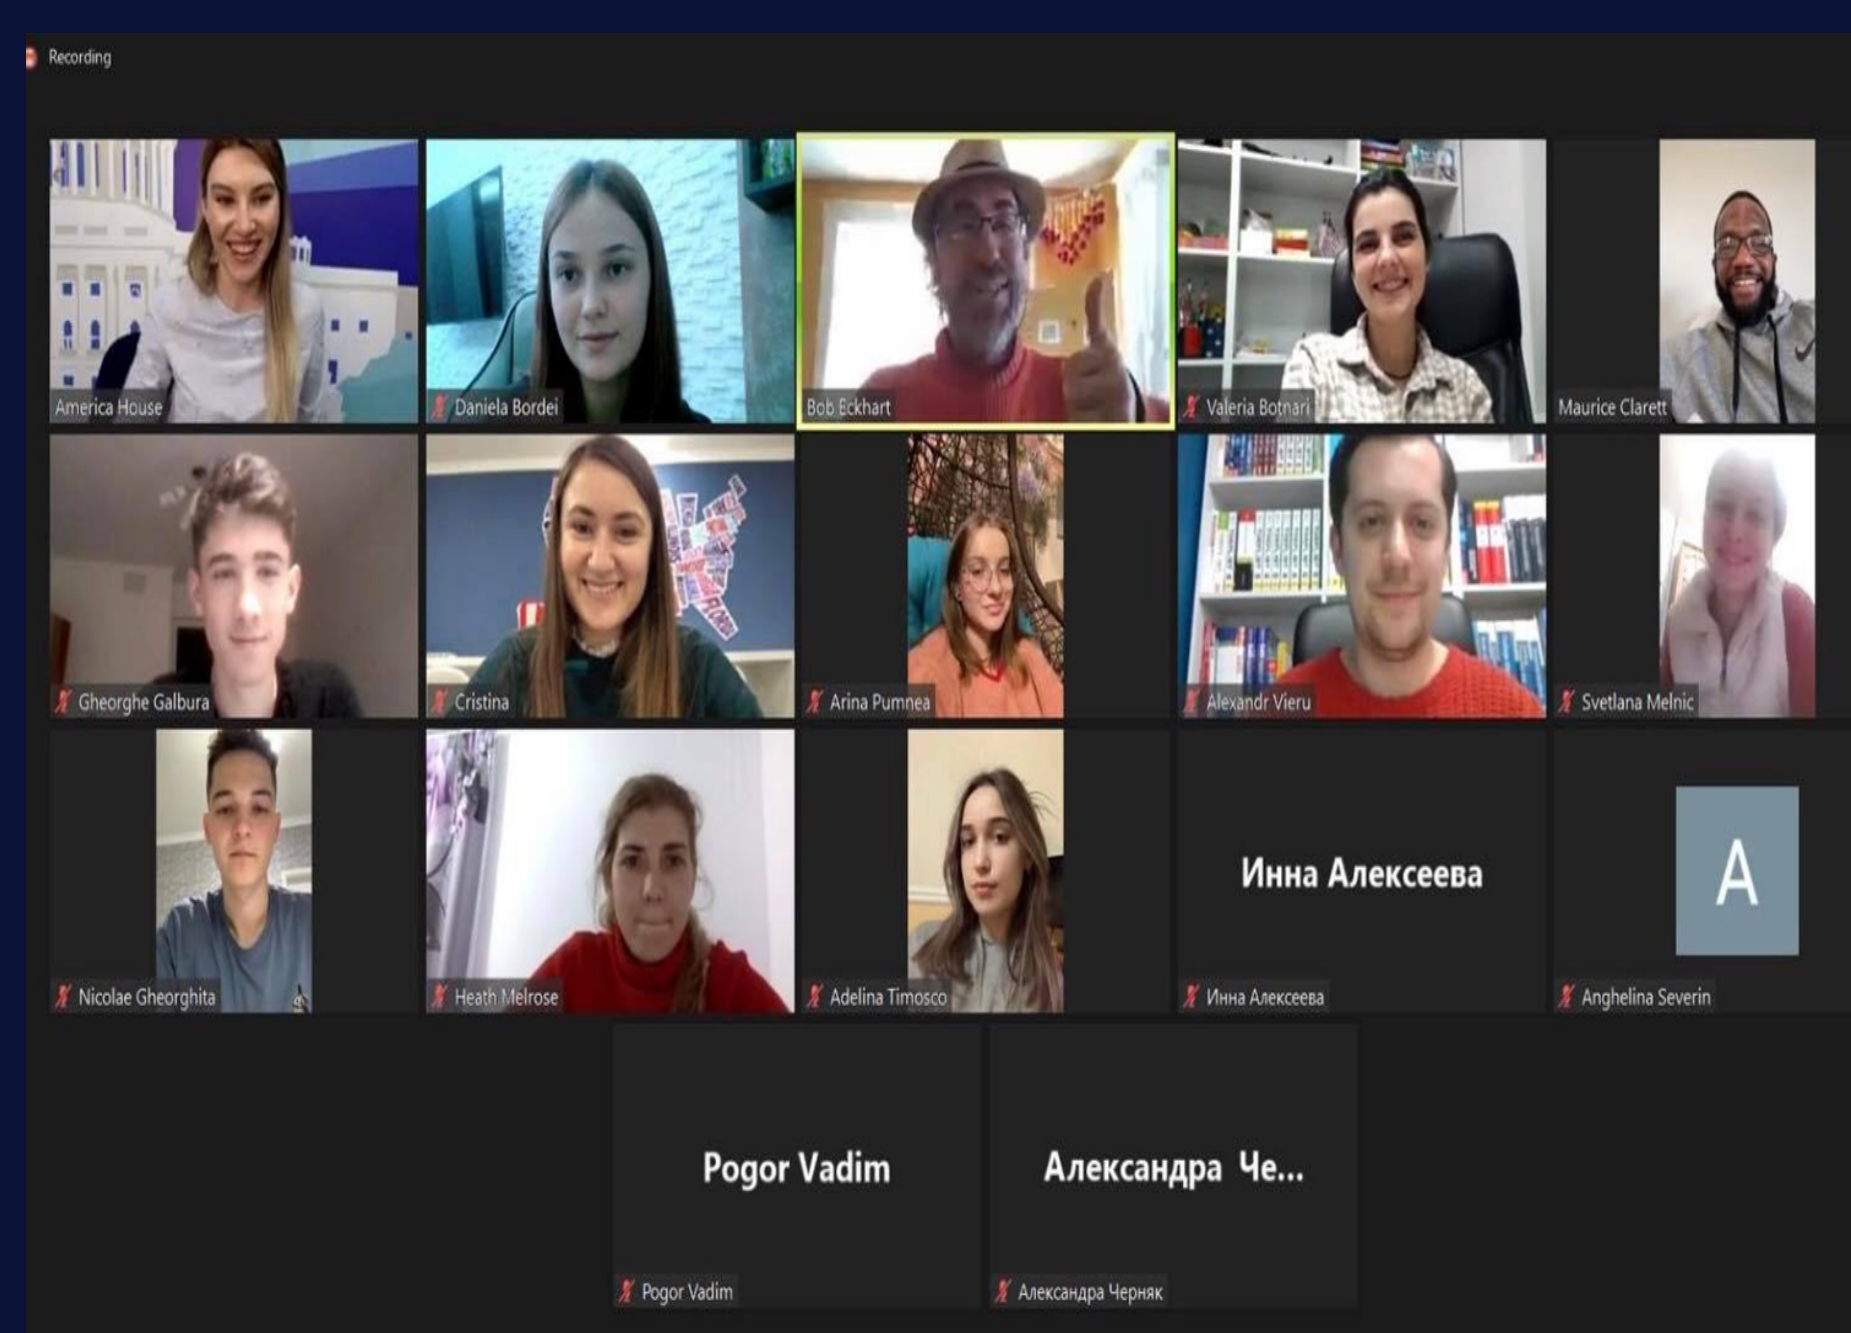 Recording
America House
Daniela Bordei
Bob Eckhart
Valeria Botnari
Maurice Clarett
Gheorghe Galbura
FLORIDA
Cristina
Arina Pumnea
Alexandr Vieru
Svetlana Melnic
Nicolae Gheorghita
Heath Melrose
Adelina Timosco
Инна Алексеева
Инна Алексеева
A
Anghelina Severin
Pogor Vadim
Pogor Vadim
Александра Че...
Александра Черняк